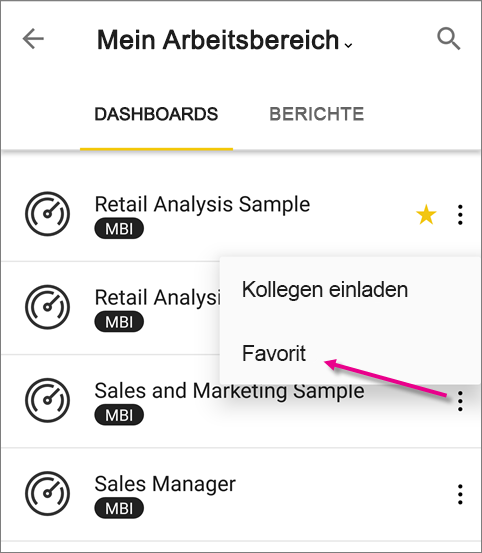 Mein Arbeitsbereich
DASHBOARDS BERICHTE
Retail Analysis Sample
MBI
Kollegen einladen
Retail Analysi
MBI
Favorit
Sales and Marketing Sample
MBI
Sales Manager
MBI